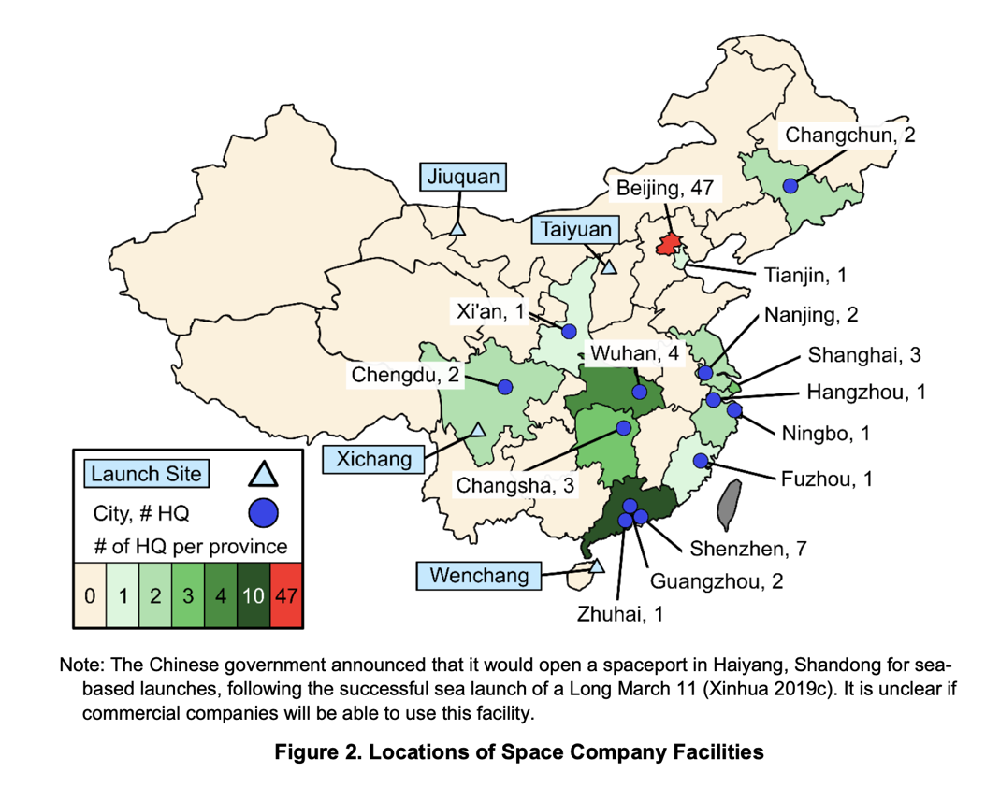 Changchun, 2
Jiuquan
Beijing, 47
Taiyuan
Tianjin, 1
Xi'an, 1
Nanjing, 2
Wuhan, 4
Shanghai, 3
Chengdu, 2
Hangzhou, 1
Ningbo, 1
Xichang
Launch Site
Changsha, 3
Fuzhou, 1
City, # HQ
# of HQ per province
Shenzhen, 7
Wenchang
Guangzhou, 2
0 1 2 3 4 10 47
Zhuhai, 1
Note: The Chinese government announced that it would open a spaceport in Haiyang, Shandong for sea-
based launches, following the successful sea launch of a Long March 11 (Xinhua 2019c). It is unclear if
commercial companies will be able to use this facility.
Figure 2. Locations of Space Company Facilities